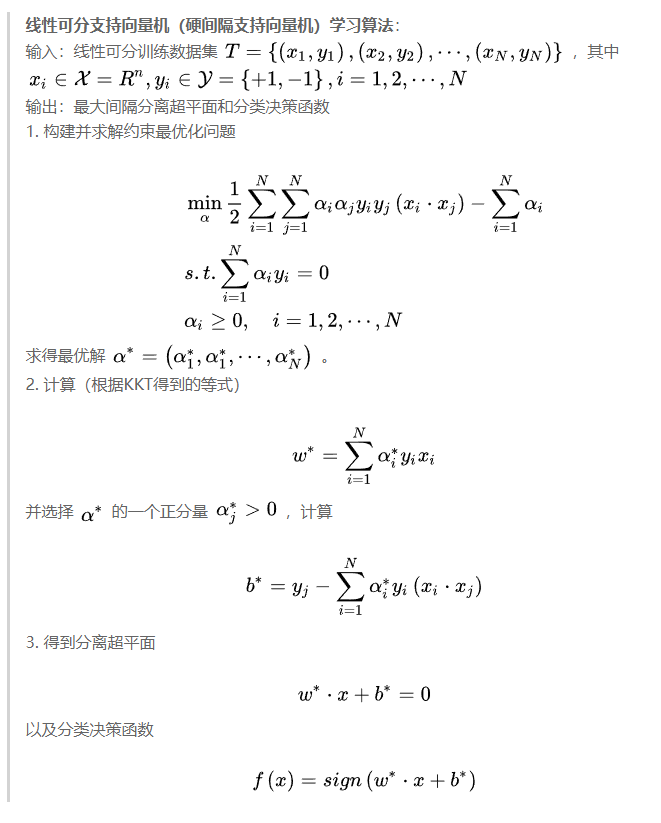 线性可分支持向量机（硬间隔支持向量机）学习算法：
输入：线性可分训练数据集 $T = \{(x_1, y_1), (x_2, y_2), \cdots, (x_N, y_N)\}$ ，其中
$x_i \in \mathcal{X} = R^n, y_i \in \mathcal{Y} = \{+1, -1\}, i = 1, 2, \cdots, N$
输出：最大间隔分离超平面和分类决策函数
1. 构建并求解约束最优化问题
$\min_{\alpha} \frac{1}{2} \sum_{i=1}^{N} \sum_{j=1}^{N} \alpha_i \alpha_j y_i y_j (x_i \cdot x_j) - \sum_{i=1}^{N} \alpha_i$
$s.t. \sum_{i=1}^{N} \alpha_i y_i = 0$
$\alpha_i \geq 0, \quad i = 1, 2, \cdots, N$
求得最优解 $\alpha^* = (\alpha_1^*, \alpha_1^*, \cdots, \alpha_N^*)$ 。
2. 计算（根据KKT得到的等式）
$w^* = \sum_{i=1}^{N} \alpha_i^* y_i x_i$
并选择 $\alpha^*$ 的一个正分量 $\alpha_j^* > 0$ ，计算
$b^* = y_j - \sum_{i=1}^{N} \alpha_i^* y_i (x_i \cdot x_j)$
3. 得到分离超平面
$w^* \cdot x + b^* = 0$
以及分类决策函数
$f(x) = sign(w^* \cdot x + b^*)$